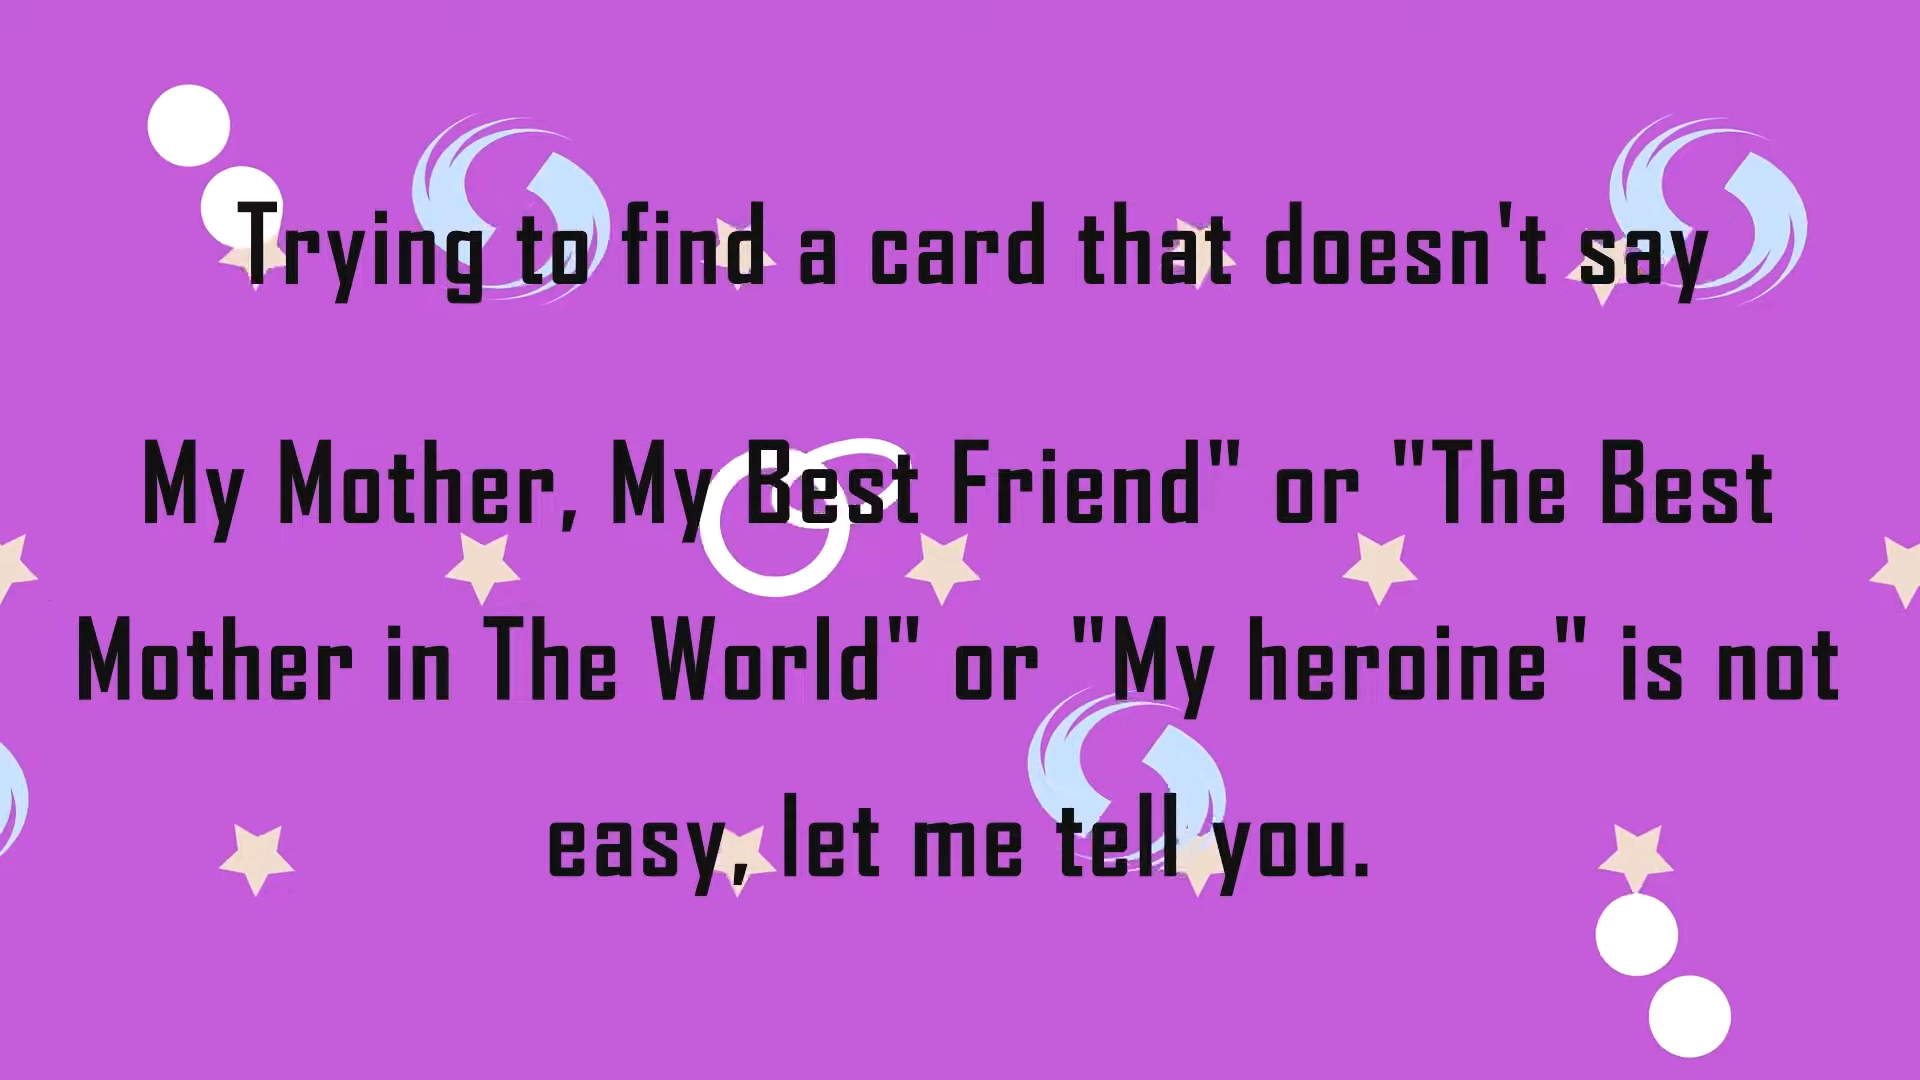 Trying to find a card that doesn't say
My Mother, My Best Friend" or "The Best
Mother in The World" or "My heroine" is not
easy, let me tell you.